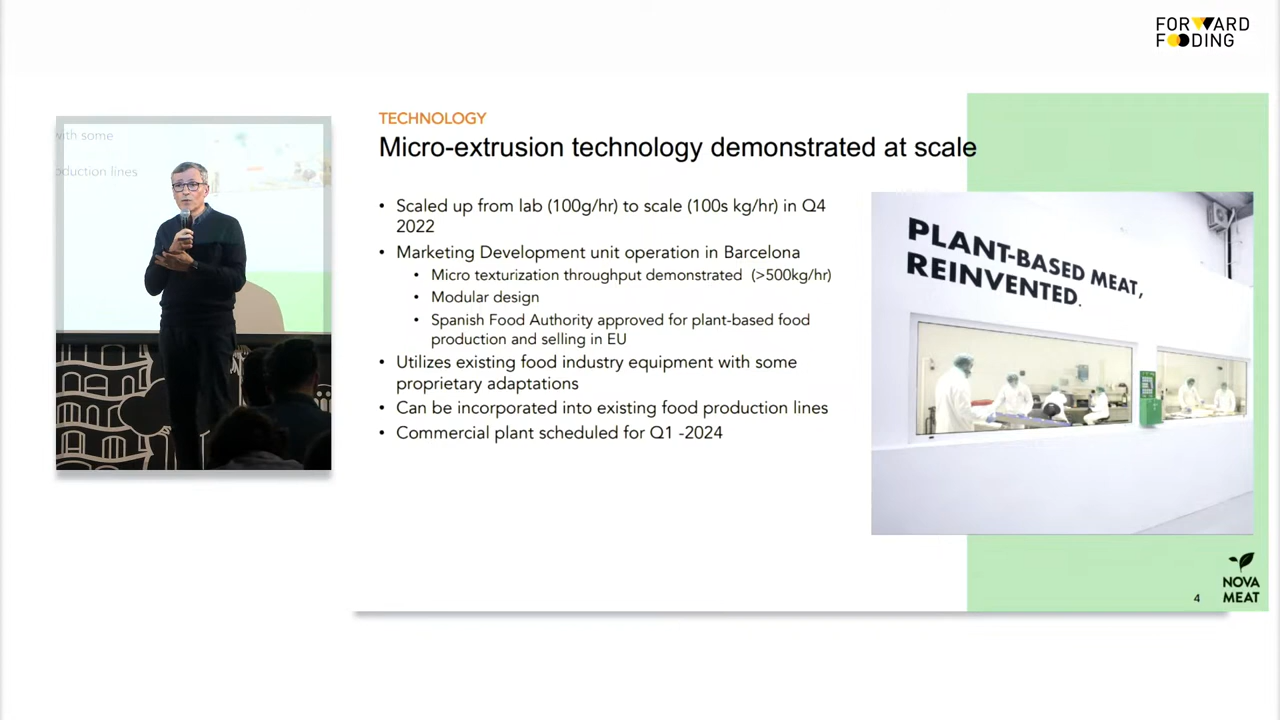 FORWARD
FOODING
with some
oduction lines
TECHNOLOGY
Micro-extrusion technology demonstrated at scale
• Scaled up from lab (100g/hr) to scale (100s kg/hr) in Q4
2022
• Marketing Development unit operation in Barcelona
• Micro texturization throughput demonstrated (>500kg/hr)
• Modular design
• Spanish Food Authority approved for plant-based food
production and selling in EU
• Utilizes existing food industry equipment with some
proprietary adaptations
• Can be incorporated into existing food production lines
• Commercial plant scheduled for Q1 -2024
PLANT-BASED MEAT,
REINVENTED.
4
NOVA
MEAT